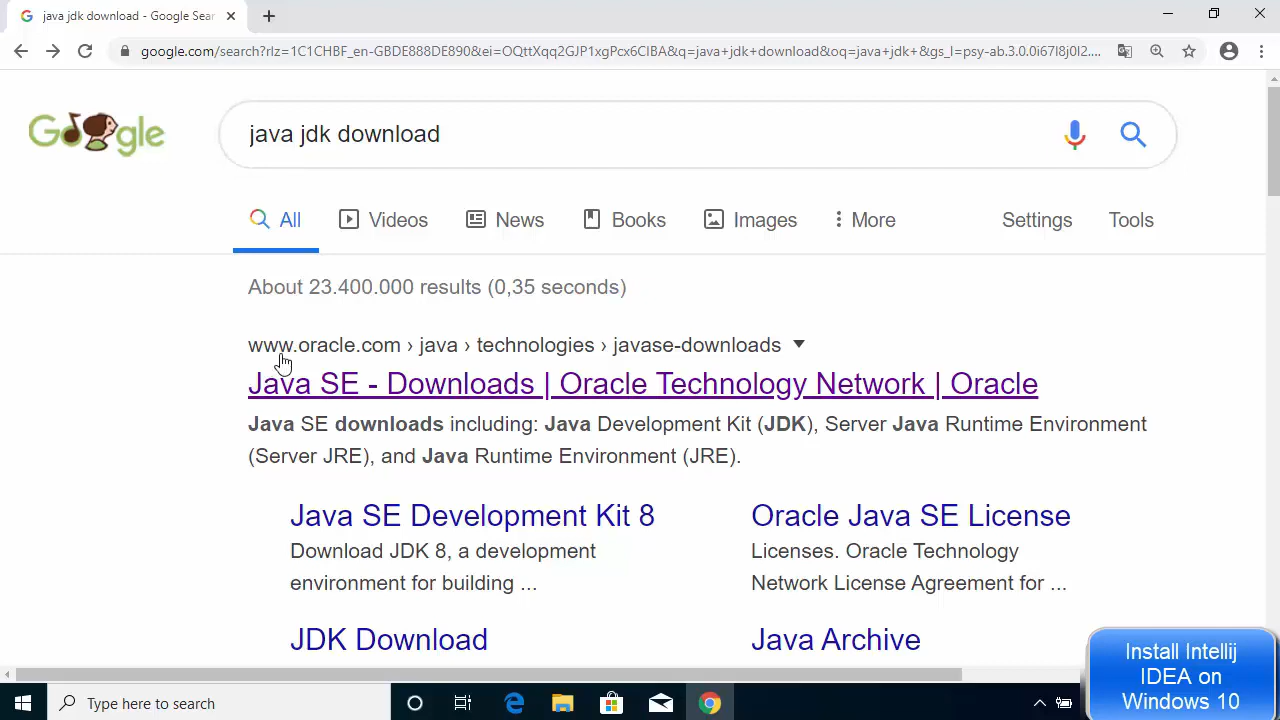 java jdk download - Google Sear
google.com/search?rlz=1C1CHBF_en-GBDE888DE890&ei=OQttXqq2GJP1xgPcx6CIBA&q=java+jdk+download&oq=java+jdk+&gs_l=psy-ab.3.0.0i67l8j0l2....
Google
java jdk download
All Videos News Books Images More Settings Tools
About 23.400.000 results (0,35 seconds)
www.oracle.com › java › technologies › javase-downloads
Java SE - Downloads | Oracle Technology Network | Oracle
Java SE downloads including: Java Development Kit (JDK), Server Java Runtime Environment
(Server JRE), and Java Runtime Environment (JRE).
Java SE Development Kit 8
Download JDK 8, a development
environment for building ...
Oracle Java SE License
Licenses. Oracle Technology
Network License Agreement for ...
JDK Download
Java Archive
Install Intellij
IDEA on
Windows 10
Type here to search